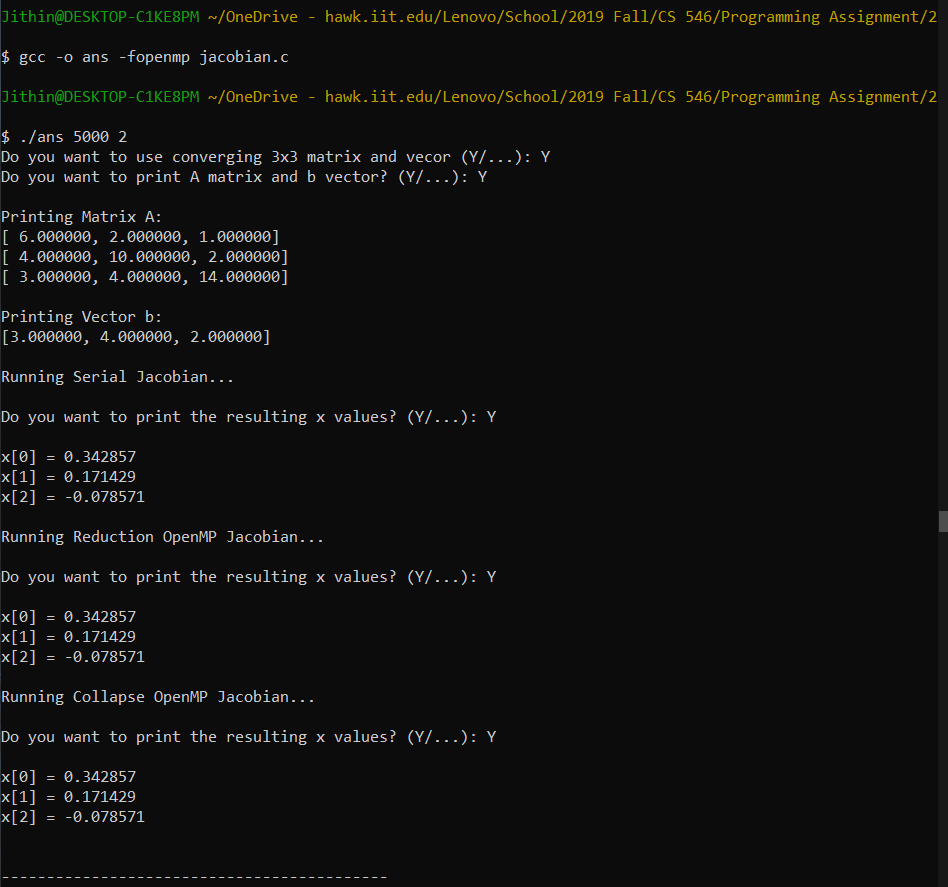 Jithin@DESKTOP-C1KE8PM ~/OneDrive - hawk.iit.edu/Lenovo/School/2019 Fall/CS 546/Programming Assignment/2
$ gcc -o ans -fopenmp jacobian.c
Jithin@DESKTOP-C1KE8PM ~/OneDrive - hawk.iit.edu/Lenovo/School/2019 Fall/CS 546/Programming Assignment/2
$ ./ans 5000 2
Do you want to use converging 3x3 matrix and vecor (Y/...): Y
Do you want to print A matrix and b vector? (Y/...): Y
Printing Matrix A:
[ 6.000000, 2.000000, 1.000000]
[ 4.000000, 10.000000, 2.000000]
[ 3.000000, 4.000000, 14.000000]
Printing Vector b:
[3.000000, 4.000000, 2.000000]
Running Serial Jacobian...
Do you want to print the resulting x values? (Y/...): Y
x[0] = 0.342857
x[1] = 0.171429
x[2] = -0.078571
Running Reduction OpenMP Jacobian...
Do you want to print the resulting x values? (Y/...): Y
x[0] = 0.342857
x[1] = 0.171429
x[2] = -0.078571
Running Collapse OpenMP Jacobian...
Do you want to print the resulting x values? (Y/...): Y
x[0] = 0.342857
x[1] = 0.171429
x[2] = -0.078571
-------------------------------------------